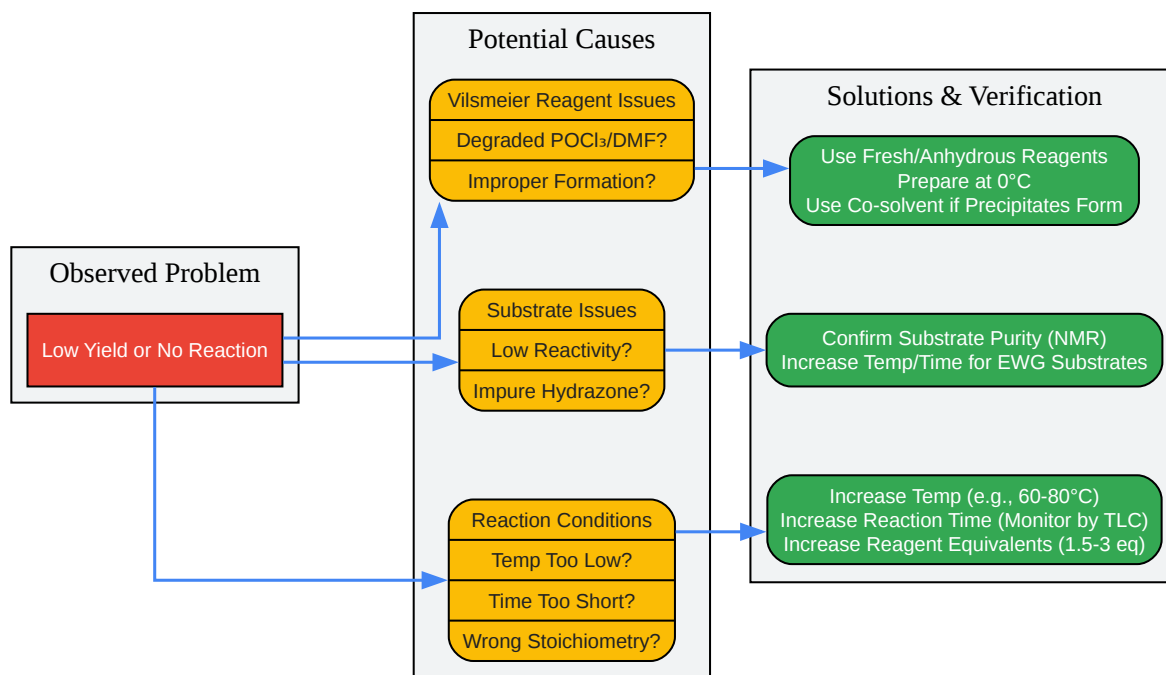 Observed Problem
Low Yield or No Reaction
Potential Causes
Vilsmeier Reagent Issues
Degraded POCl₃/DMF?
Improper Formation?
Substrate Issues
Low Reactivity?
Impure Hydrazone?
Reaction Conditions
Temp Too Low?
Time Too Short?
Wrong Stoichiometry?
Solutions & Verification
Use Fresh/Anhydrous Reagents
Prepare at 0°C
Use Co-solvent if Precipitates Form
Confirm Substrate Purity (NMR)
Increase Temp/Time for EWG Substrates
Increase Temp (e.g., 60-80°C)
Increase Reaction Time (Monitor by TLC)
Increase Reagent Equivalents (1.5-3 eq)